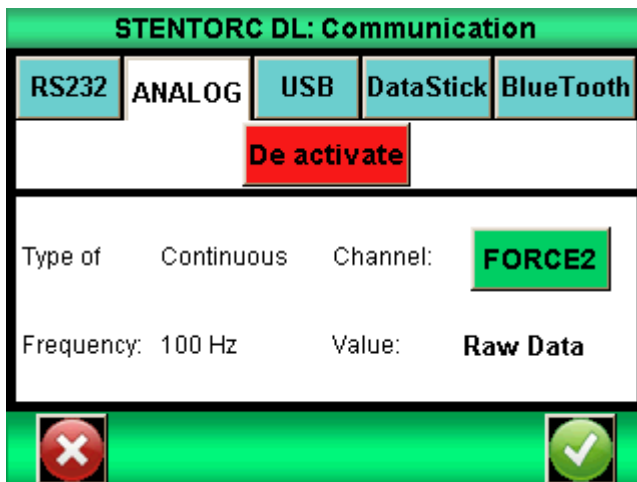 STENTORC DL: Communication
RS232 ANALOG USB DataStick BlueTooth
De activate
Type of Continuous Channel: FORCE2
Frequency: 100 Hz Value: Raw Data